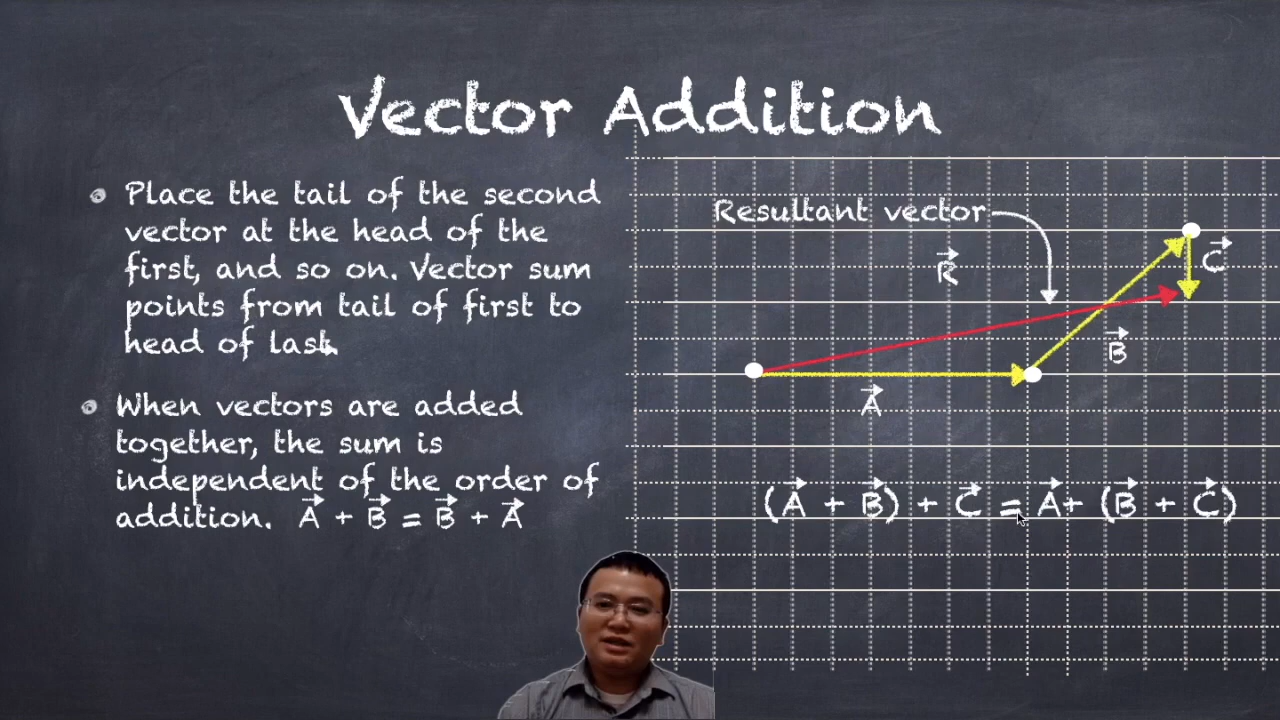 Vector Addition
Place the tail of the second
vector at the head of the
first, and so on. Vector sum
points from tail of first to
head of last.
When vectors are added
together, the sum is
independent of the order of
addition. A⃗ + B⃗ = B⃗ + A⃗
Resultant vector
R⃗
C⃗
B⃗
A⃗
(A⃗ + B⃗) + C⃗ = A⃗ + (B⃗ + C⃗)